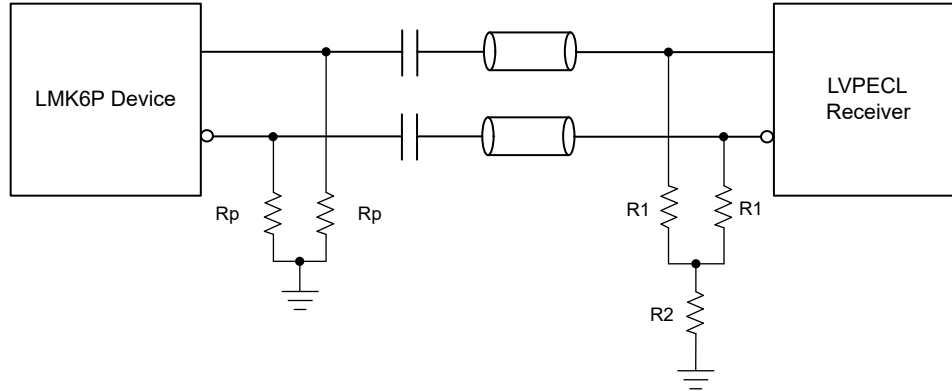 LMK6P Device
LVPECL
Receiver
Rp
Rp
R1
R1
R2